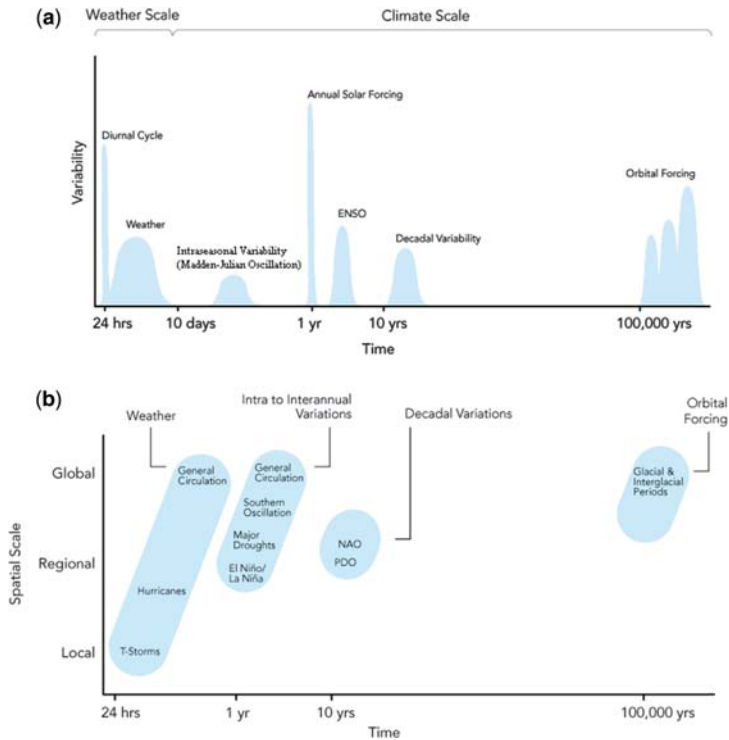 (a)
Weather Scale
Climate Scale
Variability
Annual Solar Forcing
Diurnal Cycle
Orbital Forcing
ENSO
Weather
Decadal Variability
Intraseasonal Variability
(Madden-Julian Oscillation)
24 hrs
10 days
1 yr
10 yrs
100,000 yrs
Time
(b)
Weather
Intra to Interannual
Variations
Decadal Variations
Orbital
Forcing
Spatial Scale
Global
Regional
Local
General
Circulation
Hurricanes
T-Storms
General
Circulation
Southern
Oscillation
Major
Droughts
El Niño/
La Niña
NAO
PDO
Glacial &
Interglacial
Periods
24 hrs
1 yr
10 yrs
100,000 yrs
Time